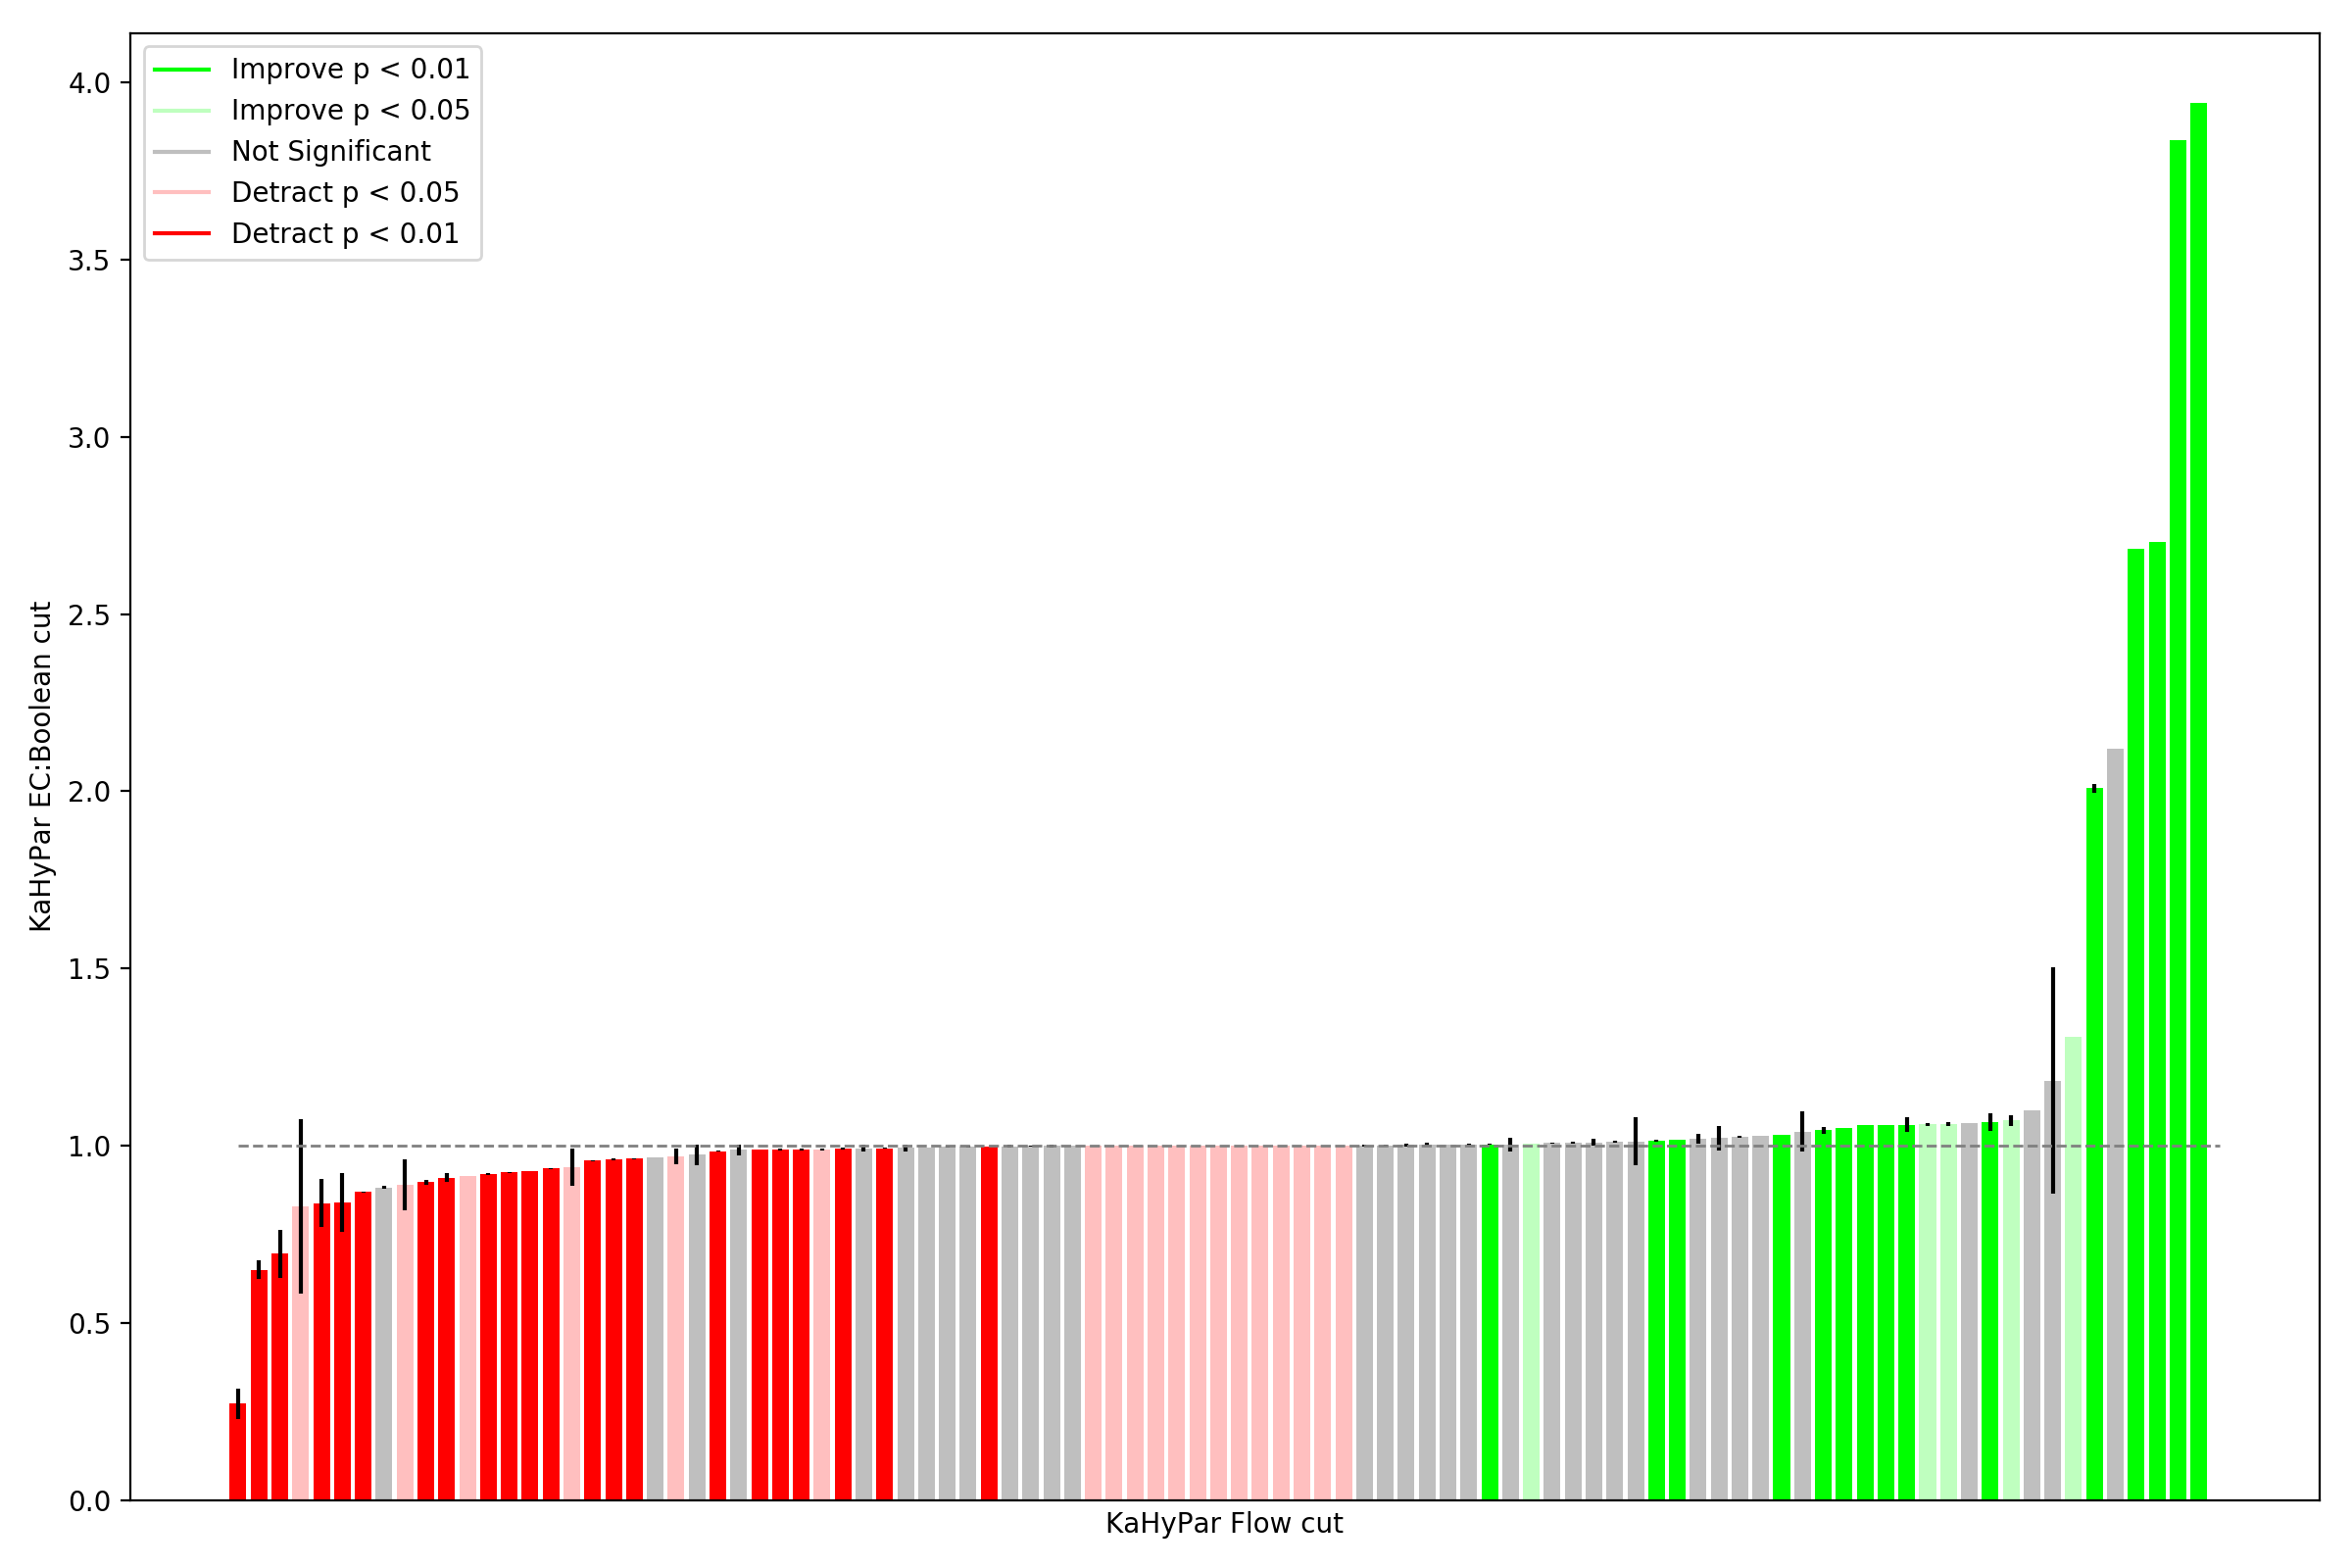 Improve p < 0.01
Improve p < 0.05
Not Significant
Detract p < 0.05
Detract p < 0.01
4.0
3.5
3.0
2.5
2.0
1.5
1.0
0.5
0.0
KaHyPar EC:Boolean cut
KaHyPar Flow cut